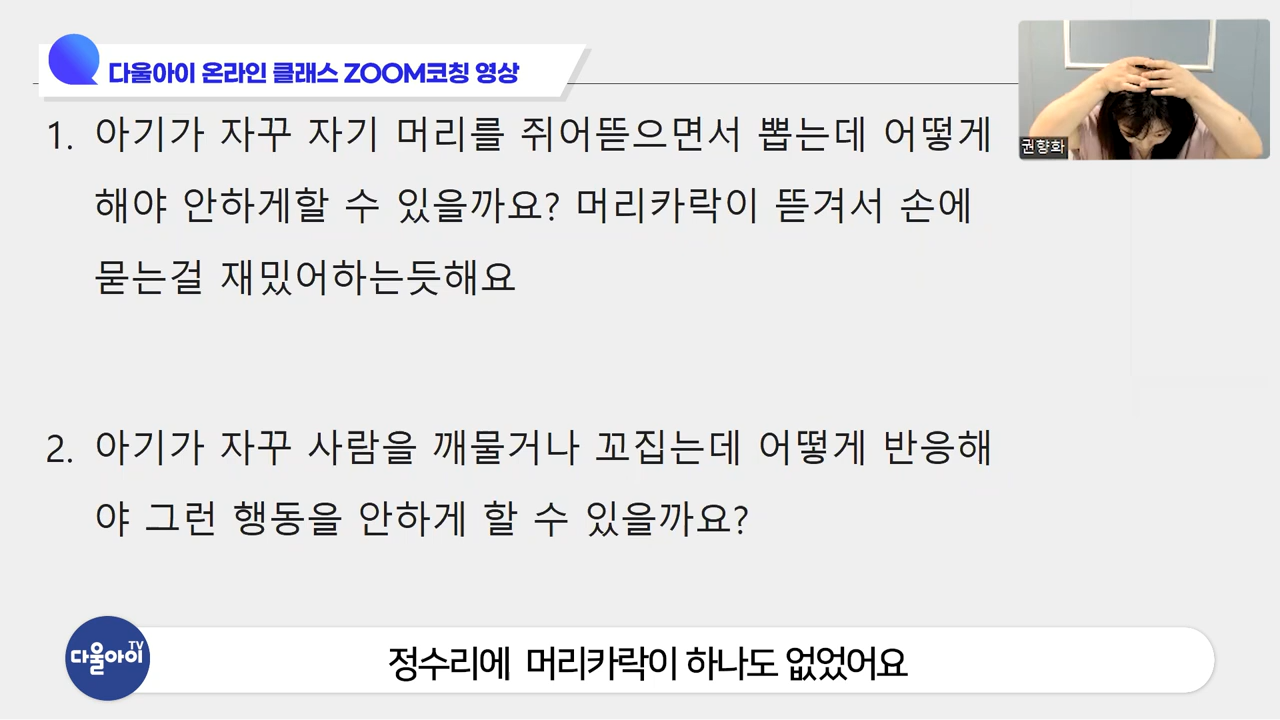 다울아이 온라인 클래스 ZOOM코칭 영상
권향화
1. 아기가 자꾸 자기 머리를 쥐어뜯으면서 뽑는데 어떻게
해야 안하게할 수 있을까요? 머리카락이 뜯겨서 손에
묻는걸 재밌어하는듯해요
2. 아기가 자꾸 사람을 깨물거나 꼬집는데 어떻게 반응해
야 그런 행동을 안하게 할 수 있을까요?
다울아이 TV
정수리에 머리카락이 하나도 없었어요